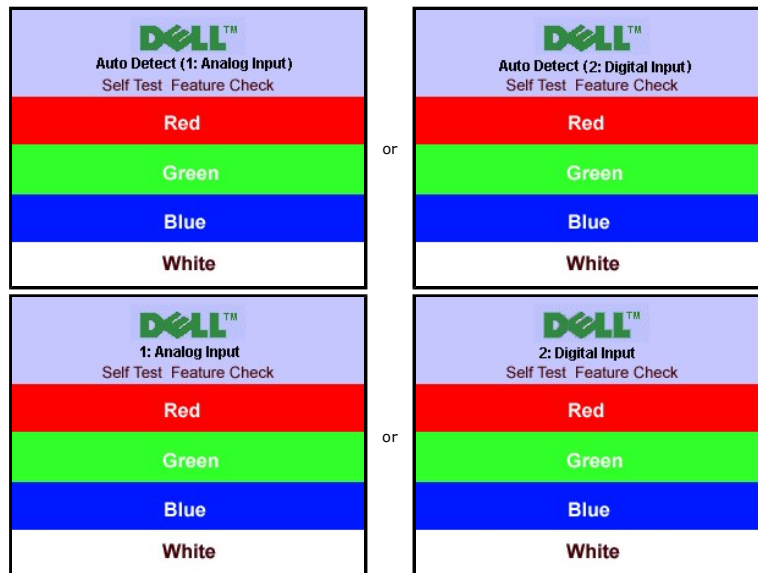 DELL™
Auto Detect (1: Analog Input)
Self Test Feature Check
Red
Green
Blue
White
or
DELL™
Auto Detect (2: Digital Input)
Self Test Feature Check
Red
Green
Blue
White
DELL™
1: Analog Input
Self Test Feature Check
Red
Green
Blue
White
or
DELL™
2: Digital Input
Self Test Feature Check
Red
Green
Blue
White